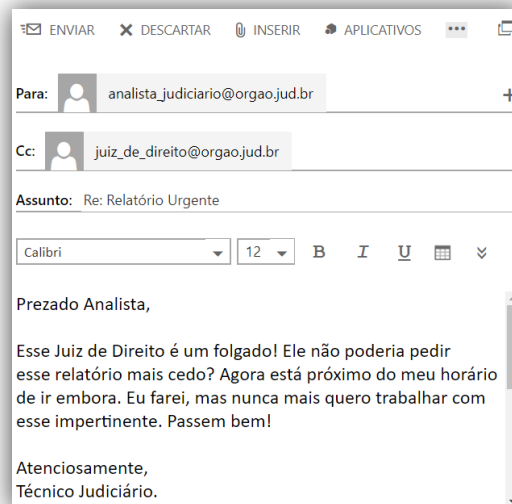 ENVIAR DESCARTAR INSERIR APLICATIVOS •••
Para: analista_judiciario@orgao.jud.br +
Cc: juiz_de_direito@orgao.jud.br
Assunto: Re: Relatório Urgente
Calibri 12 B I U
Prezado Analista,
Esse Juiz de Direito é um folgado! Ele não poderia pedir
esse relatório mais cedo? Agora está próximo do meu horário
de ir embora. Eu farei, mas nunca mais quero trabalhar com
esse impertinente. Passem bem!
Atenciosamente,
Técnico Judiciário.